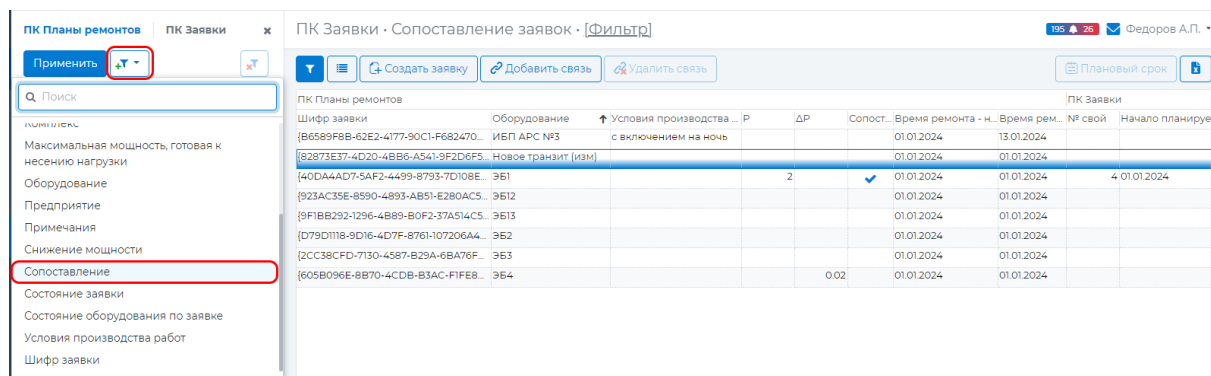 ПК Планы ремонтов ПК Заявки ×
ПК Заявки · Сопоставление заявок · [Фильтр]
195 26 Федоров А.П.
Применить
Создать заявку Добавить связь Удалить связь Плановый срок
Поиск
Комплекс
Максимальная мощность, готовая к
несению нагрузки
Оборудование
Предприятие
Примечания
Снижение мощности
Сопоставление
Состояние заявки
Состояние оборудования по заявке
Условия производства работ
Шифр заявки
ПК Планы ремонтов ПК Заявки
Шифр заявки Оборудование Условия производства ... P ΔP Сопост... Время ремонта - н... Время рем... № свой Начало планируе
{B6589F8B-62E2-4177-90C1-F682470... ИБП АРС №3 с включением на ночь 01.01.2024 13.01.2024
{82873E37-4D20-4BB6-A541-9F2D6F5... Новое транзит (изм) 01.01.2024 01.01.2024
{40DA4AD7-5AF2-4499-8793-7D108E... ЭБ1 2 ✓ 01.01.2024 01.01.2024 4 01.01.2024
{923AC35E-8590-4893-AB51-E280AC5... ЭБ12 01.01.2024 01.01.2024
{9F1BB292-1296-4B89-B0F2-37A514C5... ЭБ13 01.01.2024 01.01.2024
{D79D1118-9D16-4D7F-8761-107206A4... ЭБ2 01.01.2024 01.01.2024
{2CC38CFD-7130-4587-B29A-6BA76F... ЭБ3 01.01.2024 01.01.2024
{605B096E-8B70-4CDB-B3AC-F1FE8... ЭБ4 0.02 01.01.2024 01.01.2024